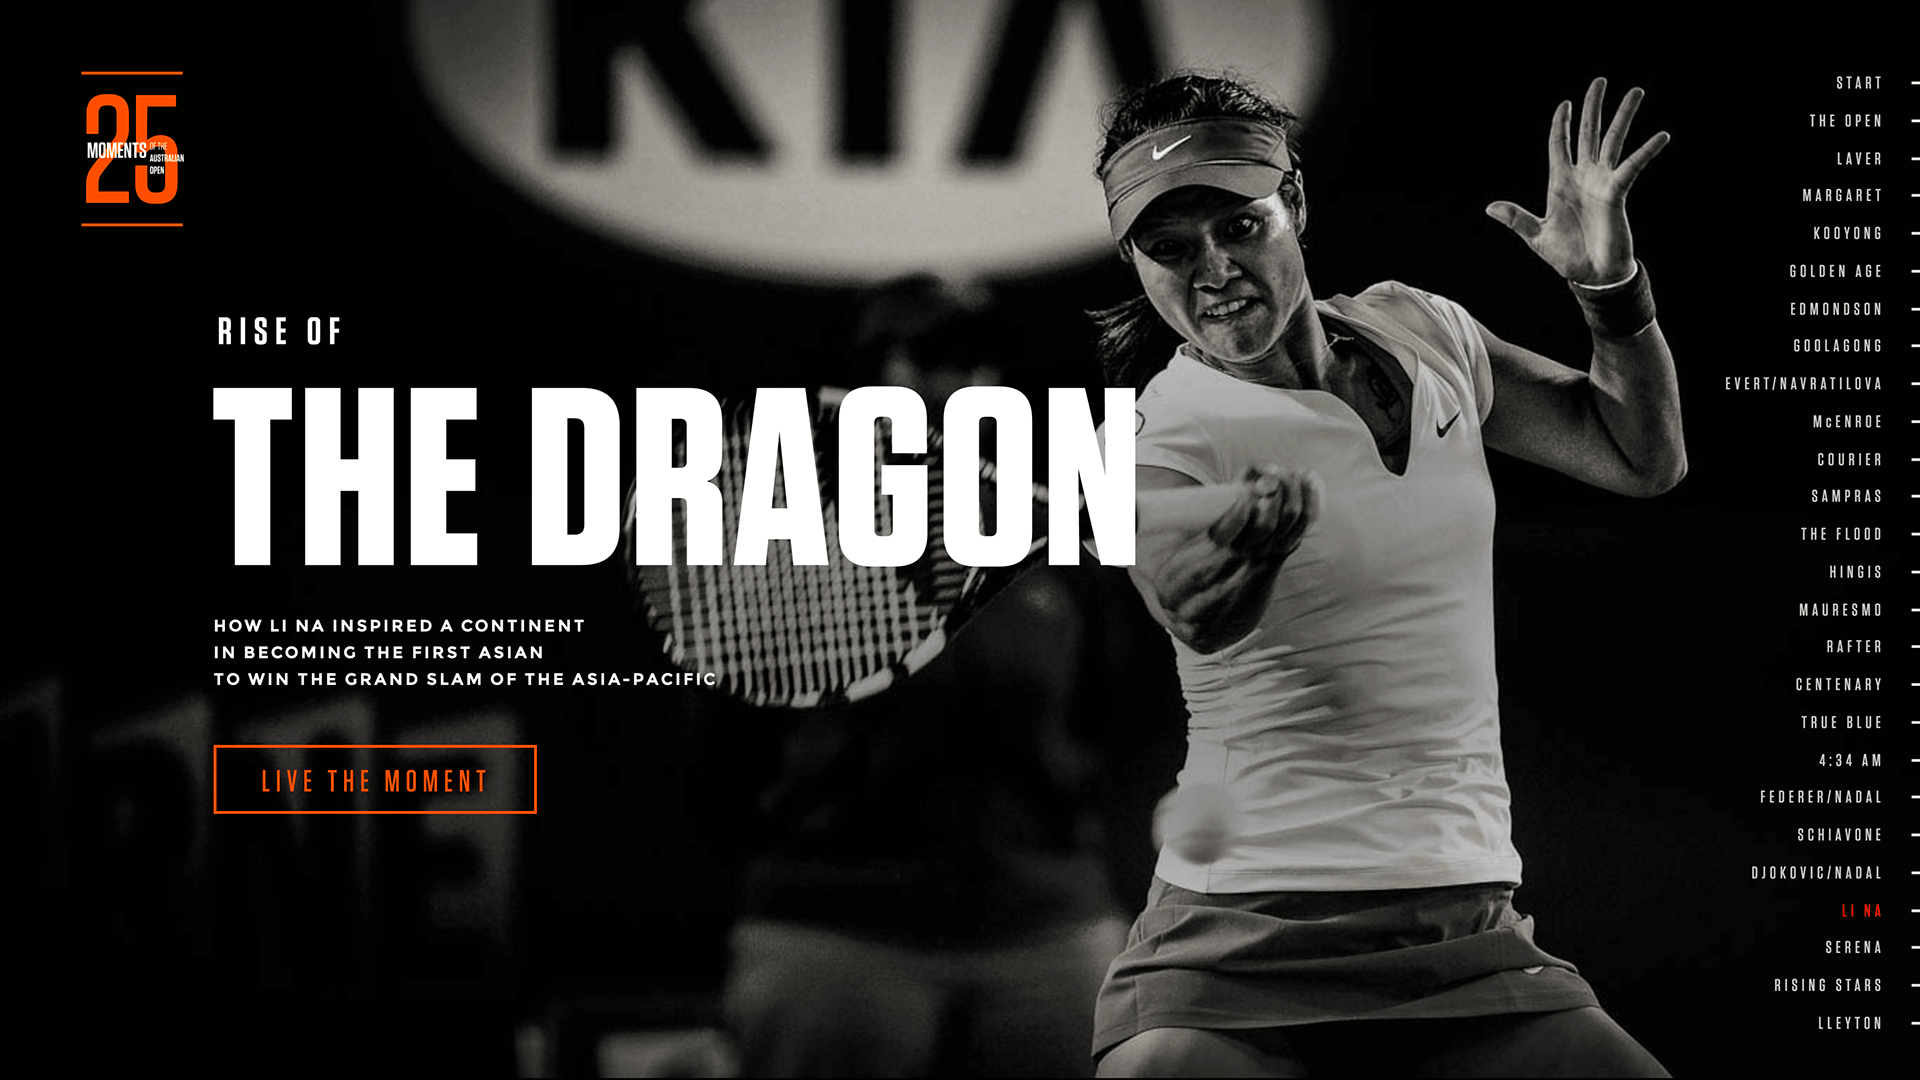 25
MOMENTS OF THE
AUSTRALIAN
OPEN
KIA
RISE OF
THE DRAGON
HOW LI NA INSPIRED A CONTINENT
IN BECOMING THE FIRST ASIAN
TO WIN THE GRAND SLAM OF THE ASIA-PACIFIC
LIVE THE MOMENT
START
THE OPEN
LAVER
MARGARET
KOOYONG
GOLDEN AGE
EDMONDSON
GOOLAGONG
EVERT/NAVRATILOVA
McENROE
COURIER
SAMPRAS
THE FLOOD
HINGIS
MAURESMO
RAFTER
CENTENARY
TRUE BLUE
4:34 AM
FEDERER/NADAL
SCHIAVONE
DJOKOVIC/NADAL
LI NA
SERENA
RISING STARS
LLEYTON